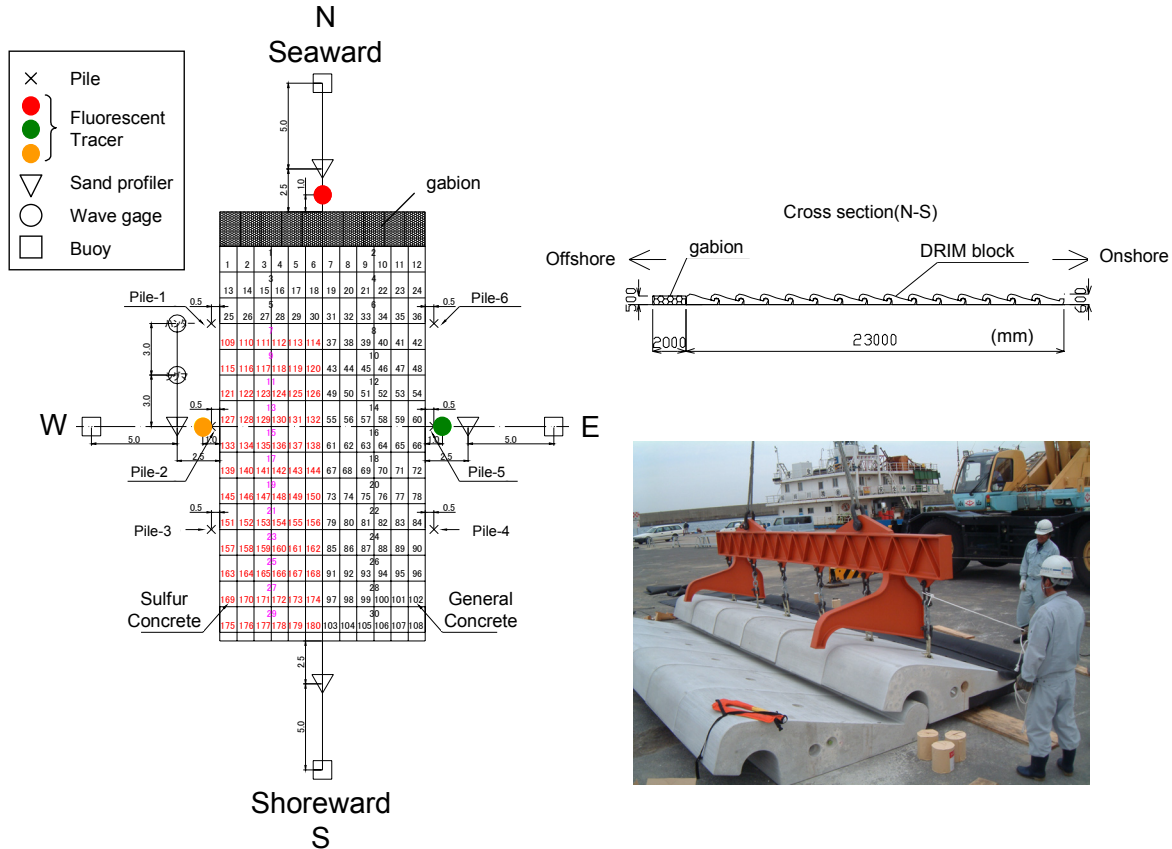 N
Seaward
Pile
Fluorescent
Tracer
Sand profiler
Wave gage
Buoy
5.0
2.5
1.0
gabion
1 2
1 2 3 4 5 6 7 8 9 10 11 12
3 4
13 14 15 16 17 18 19 20 21 22 23 24
5 6
25 26 27 28 29 30 31 32 33 34 35 36
7 8
109 110 111 112 113 114 37 38 39 40 41 42
9 10
115 116 117 118 119 120 43 44 45 46 47 48
11 12
121 122 123 124 125 126 49 50 51 52 53 54
13 14
127 128 129 130 131 132 55 56 57 58 59 60
15 16
133 134 135 136 137 138 61 62 63 64 65 66
17 18
139 140 141 142 143 144 67 68 69 70 71 72
19 20
145 146 147 148 149 150 73 74 75 76 77 78
21 22
151 152 153 154 155 156 79 80 81 82 83 84
23 24
157 158 159 160 161 162 85 86 87 88 89 90
25 26
163 164 165 166 167 168 91 92 93 94 95 96
27 28
169 170 171 172 173 174 97 98 99 100 101 102
29 30
175 176 177 178 179 180 103 104 105 106 107 108
Pile-1
0.5
0.5
Pile-6
3.0
3.0
0.5
0.5
W
E
5.0
1.0
2.5
1.0
2.5
5.0
Pile-2
Pile-5
0.5
0.5
Pile-3
Pile-4
Sulfur
Concrete
General
Concrete
2.5
5.0
Shoreward
S
Cross section(N-S)
Offshore
gabion
DRIM block
Onshore
500
600
2000
23000
(mm)